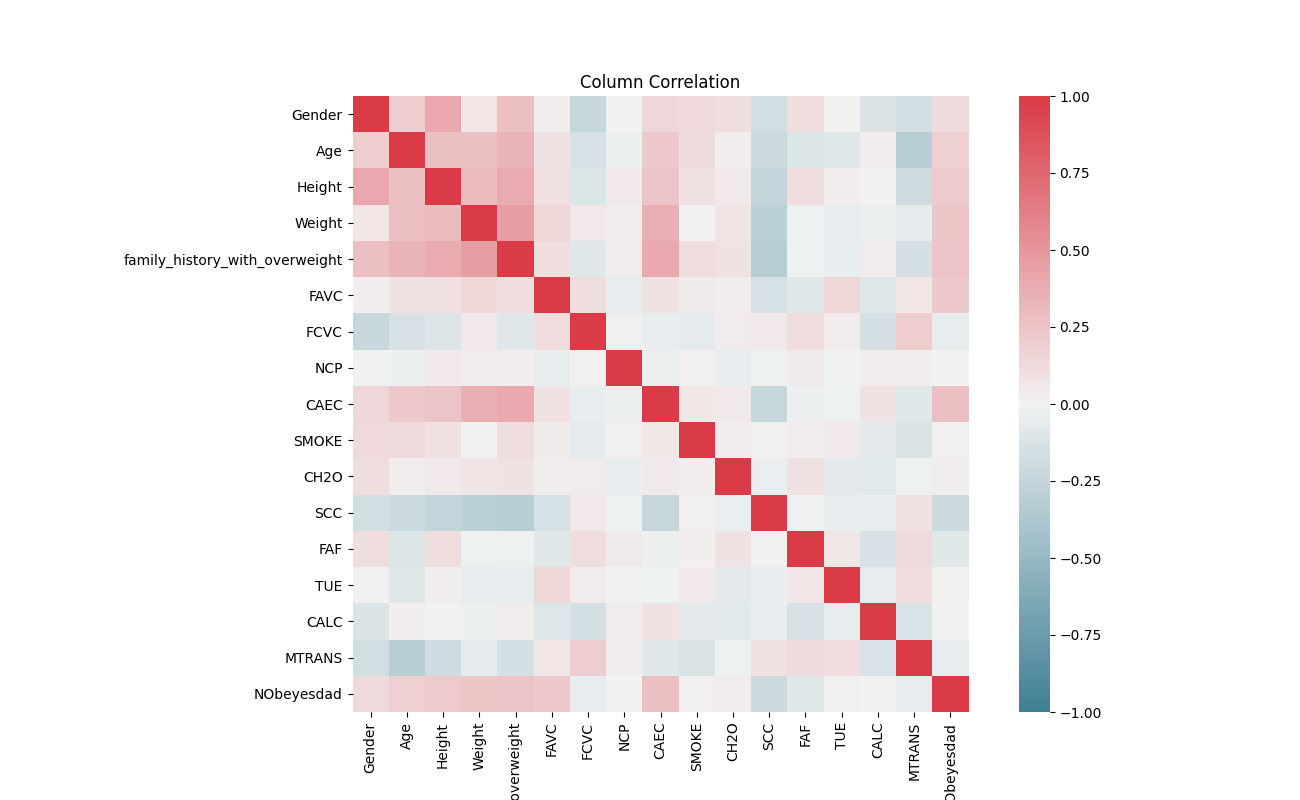 Column Correlation
Gender
Age
Height
Weight
family_history_with_overweight
FAVC
FCVC
NCP
CAEC
SMOKE
CH2O
SCC
FAF
TUE
CALC
MTRANS
NObeyesdad
Gender
Age
Height
Weight
overweight
FAVC
FCVC
NCP
CAEC
SMOKE
CH2O
SCC
FAF
TUE
CALC
MTRANS
Obeyesdad
1.00
0.75
0.50
0.25
0.00
−0.25
−0.50
−0.75
−1.00